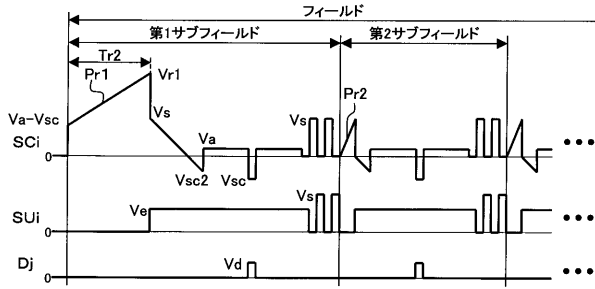 フィールド
第1サブフィールド 第2サブフィールド
Tr2
Pr1 Vr1
Va-Vsc Vs Va Vs Pr2
SCi
0
Vsc2 Vsc
•••
Ve Vs
SUi
0
•••
Vd
Dj
0
•••